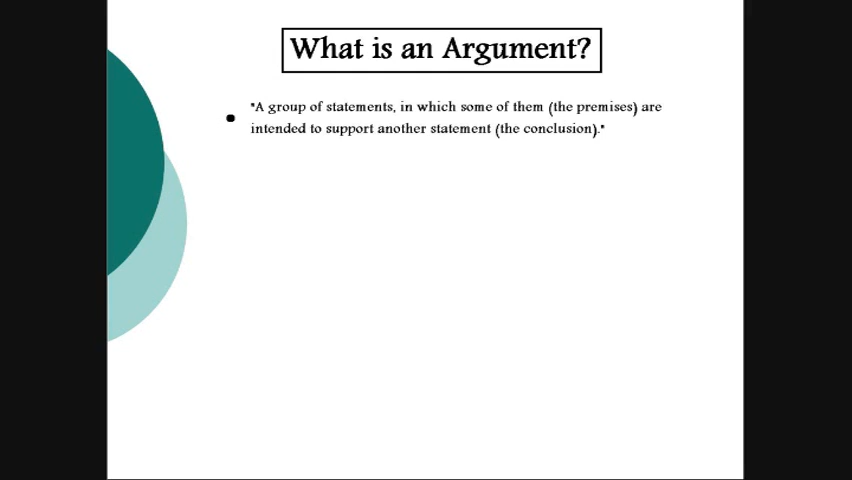 What is an Argument?
"A group of statements, in which some of them (the premises) are
intended to support another statement (the conclusion)."